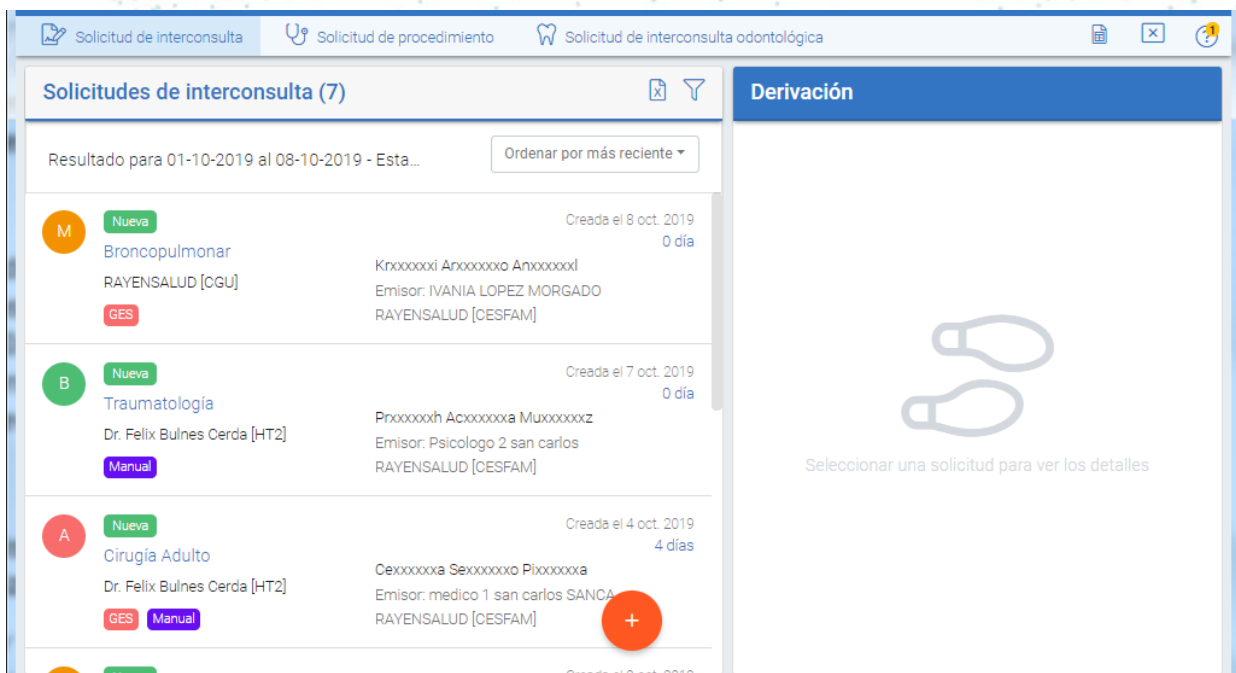 Solicitud de interconsulta
Solicitud de procedimiento
Solicitud de interconsulta odontológica
1
Solicitudes de interconsulta (7)
Resultado para 01-10-2019 al 08-10-2019 - Esta...
Ordenar por más reciente
M
Nueva
Creada el 8 oct. 2019
0 día
Broncopulmonar
Krxxxxxxi Arxxxxxxo Anxxxxxxl
RAYENSALUD [CGU]
Emisor: IVANIA LOPEZ MORGADO
GES
RAYENSALUD [CESFAM]
B
Nueva
Creada el 7 oct. 2019
0 día
Traumatología
Prxxxxxxh Acxxxxxxa Muxxxxxxz
Dr. Felix Bulnes Cerda [HT2]
Emisor: Psicologo 2 san carlos
Manual
RAYENSALUD [CESFAM]
A
Nueva
Creada el 4 oct. 2019
4 días
Cirugía Adulto
Cexxxxxxa Sexxxxxxo Pixxxxxxa
Dr. Felix Bulnes Cerda [HT2]
Emisor: medico 1 san carlos SANCA
GES Manual
RAYENSALUD [CESFAM]
+
Derivación
Seleccionar una solicitud para ver los detalles